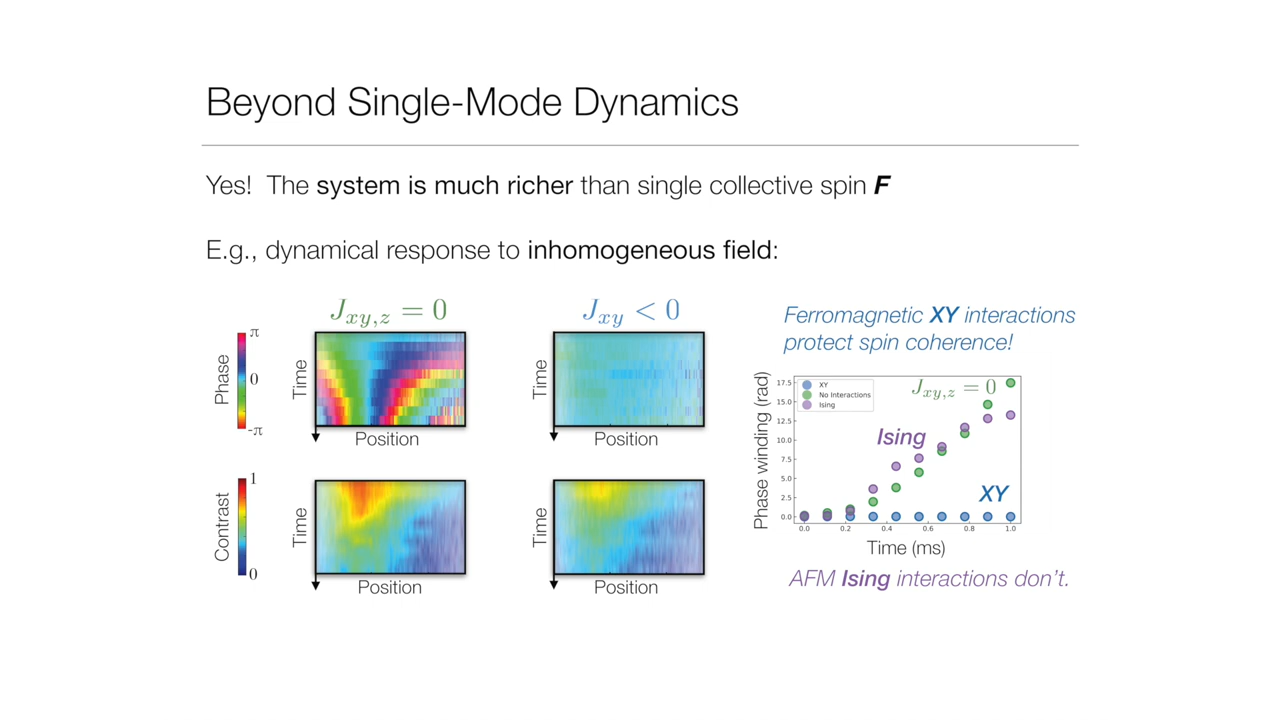 Beyond Single-Mode Dynamics
Yes! The system is much richer than single collective spin F
E.g., dynamical response to inhomogeneous field:
J_{xy,z} = 0
J_{xy} < 0
Phase
π
0
-π
Time
Position
Time
Position
Contrast
1
0
Time
Position
Time
Position
Ferromagnetic XY interactions
protect spin coherence!
Phase winding (rad)
17.5
15.0
12.5
10.0
7.5
5.0
2.5
0.0
XY
No Interactions
Ising
J_{xy,z} = 0
Ising
XY
0.0 0.2 0.4 0.6 0.8 1.0
Time (ms)
AFM Ising interactions don't.